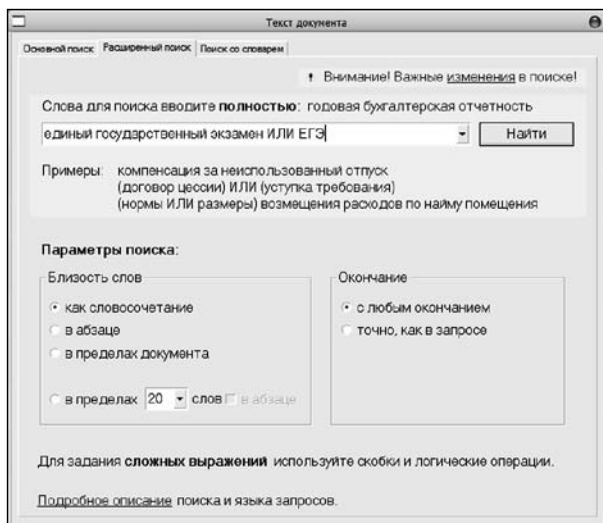 Текст документа
Основной поиск Расширенный поиск Поиск со словарем
! Внимание! Важные изменения в поиске!
Слова для поиска вводите полностью: годовая бухгалтерская отчетность
единый государственный экзамен ИЛИ ЕГЭ Найти
Примеры: компенсация за неиспользованный отпуск
(договор цессии) ИЛИ (уступка требования)
(нормы ИЛИ размеры) возмещения расходов по найму помещения
Параметры поиска:
Близость слов
как словосочетание
в абзаце
в пределах документа
в пределах 20 слов в абзаце
Окончание
с любым окончанием
точно, как в запросе
Для задания сложных выражений используйте скобки и логические операции.
Подробное описание поиска и языка запросов.